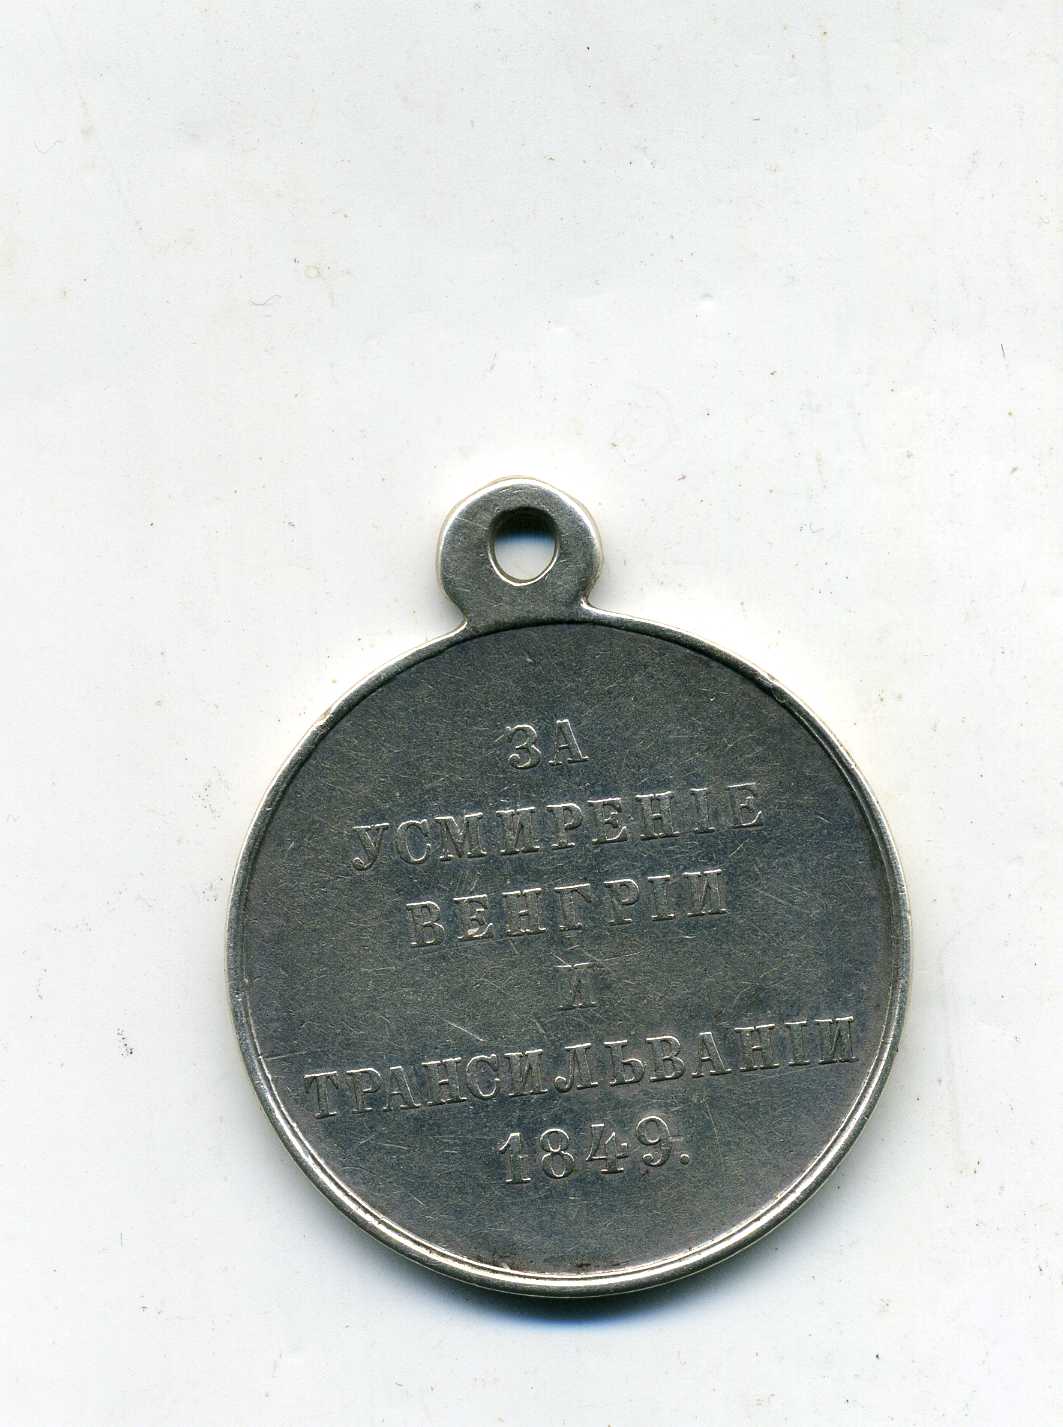 ЗА
УСМИРЕНІЕ
ВЕНГРІИ
И
ТРАНСИЛЬВАНІИ
1849.